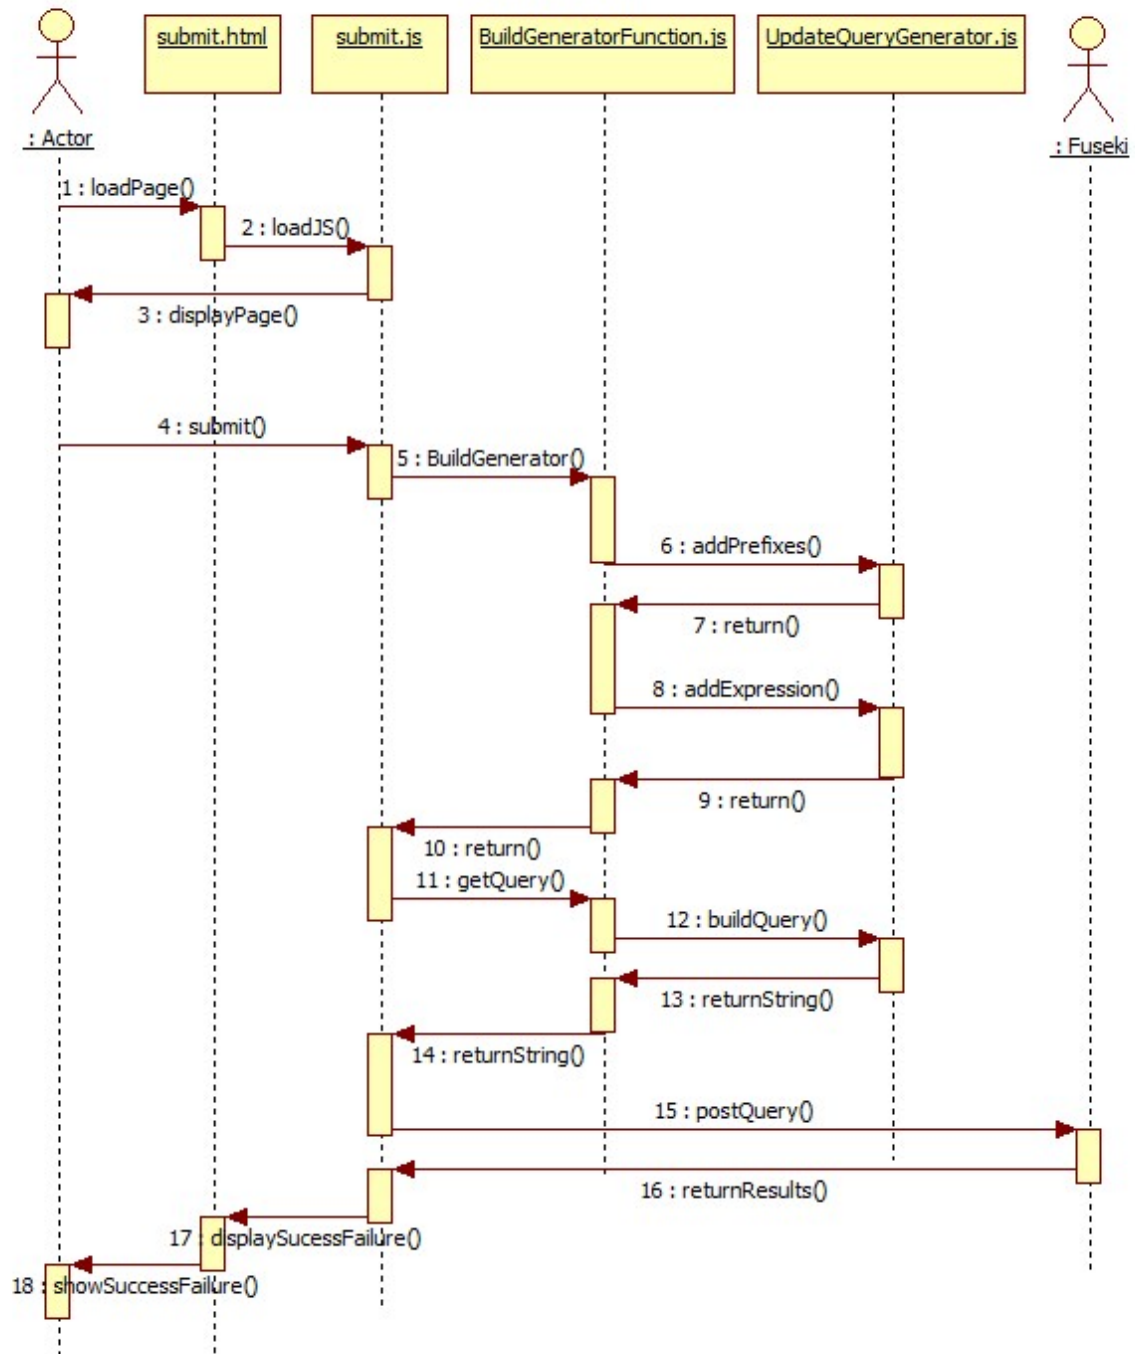 submit.html
submit.js
BuildGeneratorFunction.js
UpdateQueryGenerator.js
: Actor
: Fuseki
1 : loadPage()
2 : loadJS()
3 : displayPage()
4 : submit()
5 : BuildGenerator()
6 : addPrefixes()
7 : return()
8 : addExpression()
9 : return()
10 : return()
11 : getQuery()
12 : buildQuery()
13 : returnString()
14 : returnString()
15 : postQuery()
16 : returnResults()
17 : displaySucessFailure()
18 : showSuccessFailure()